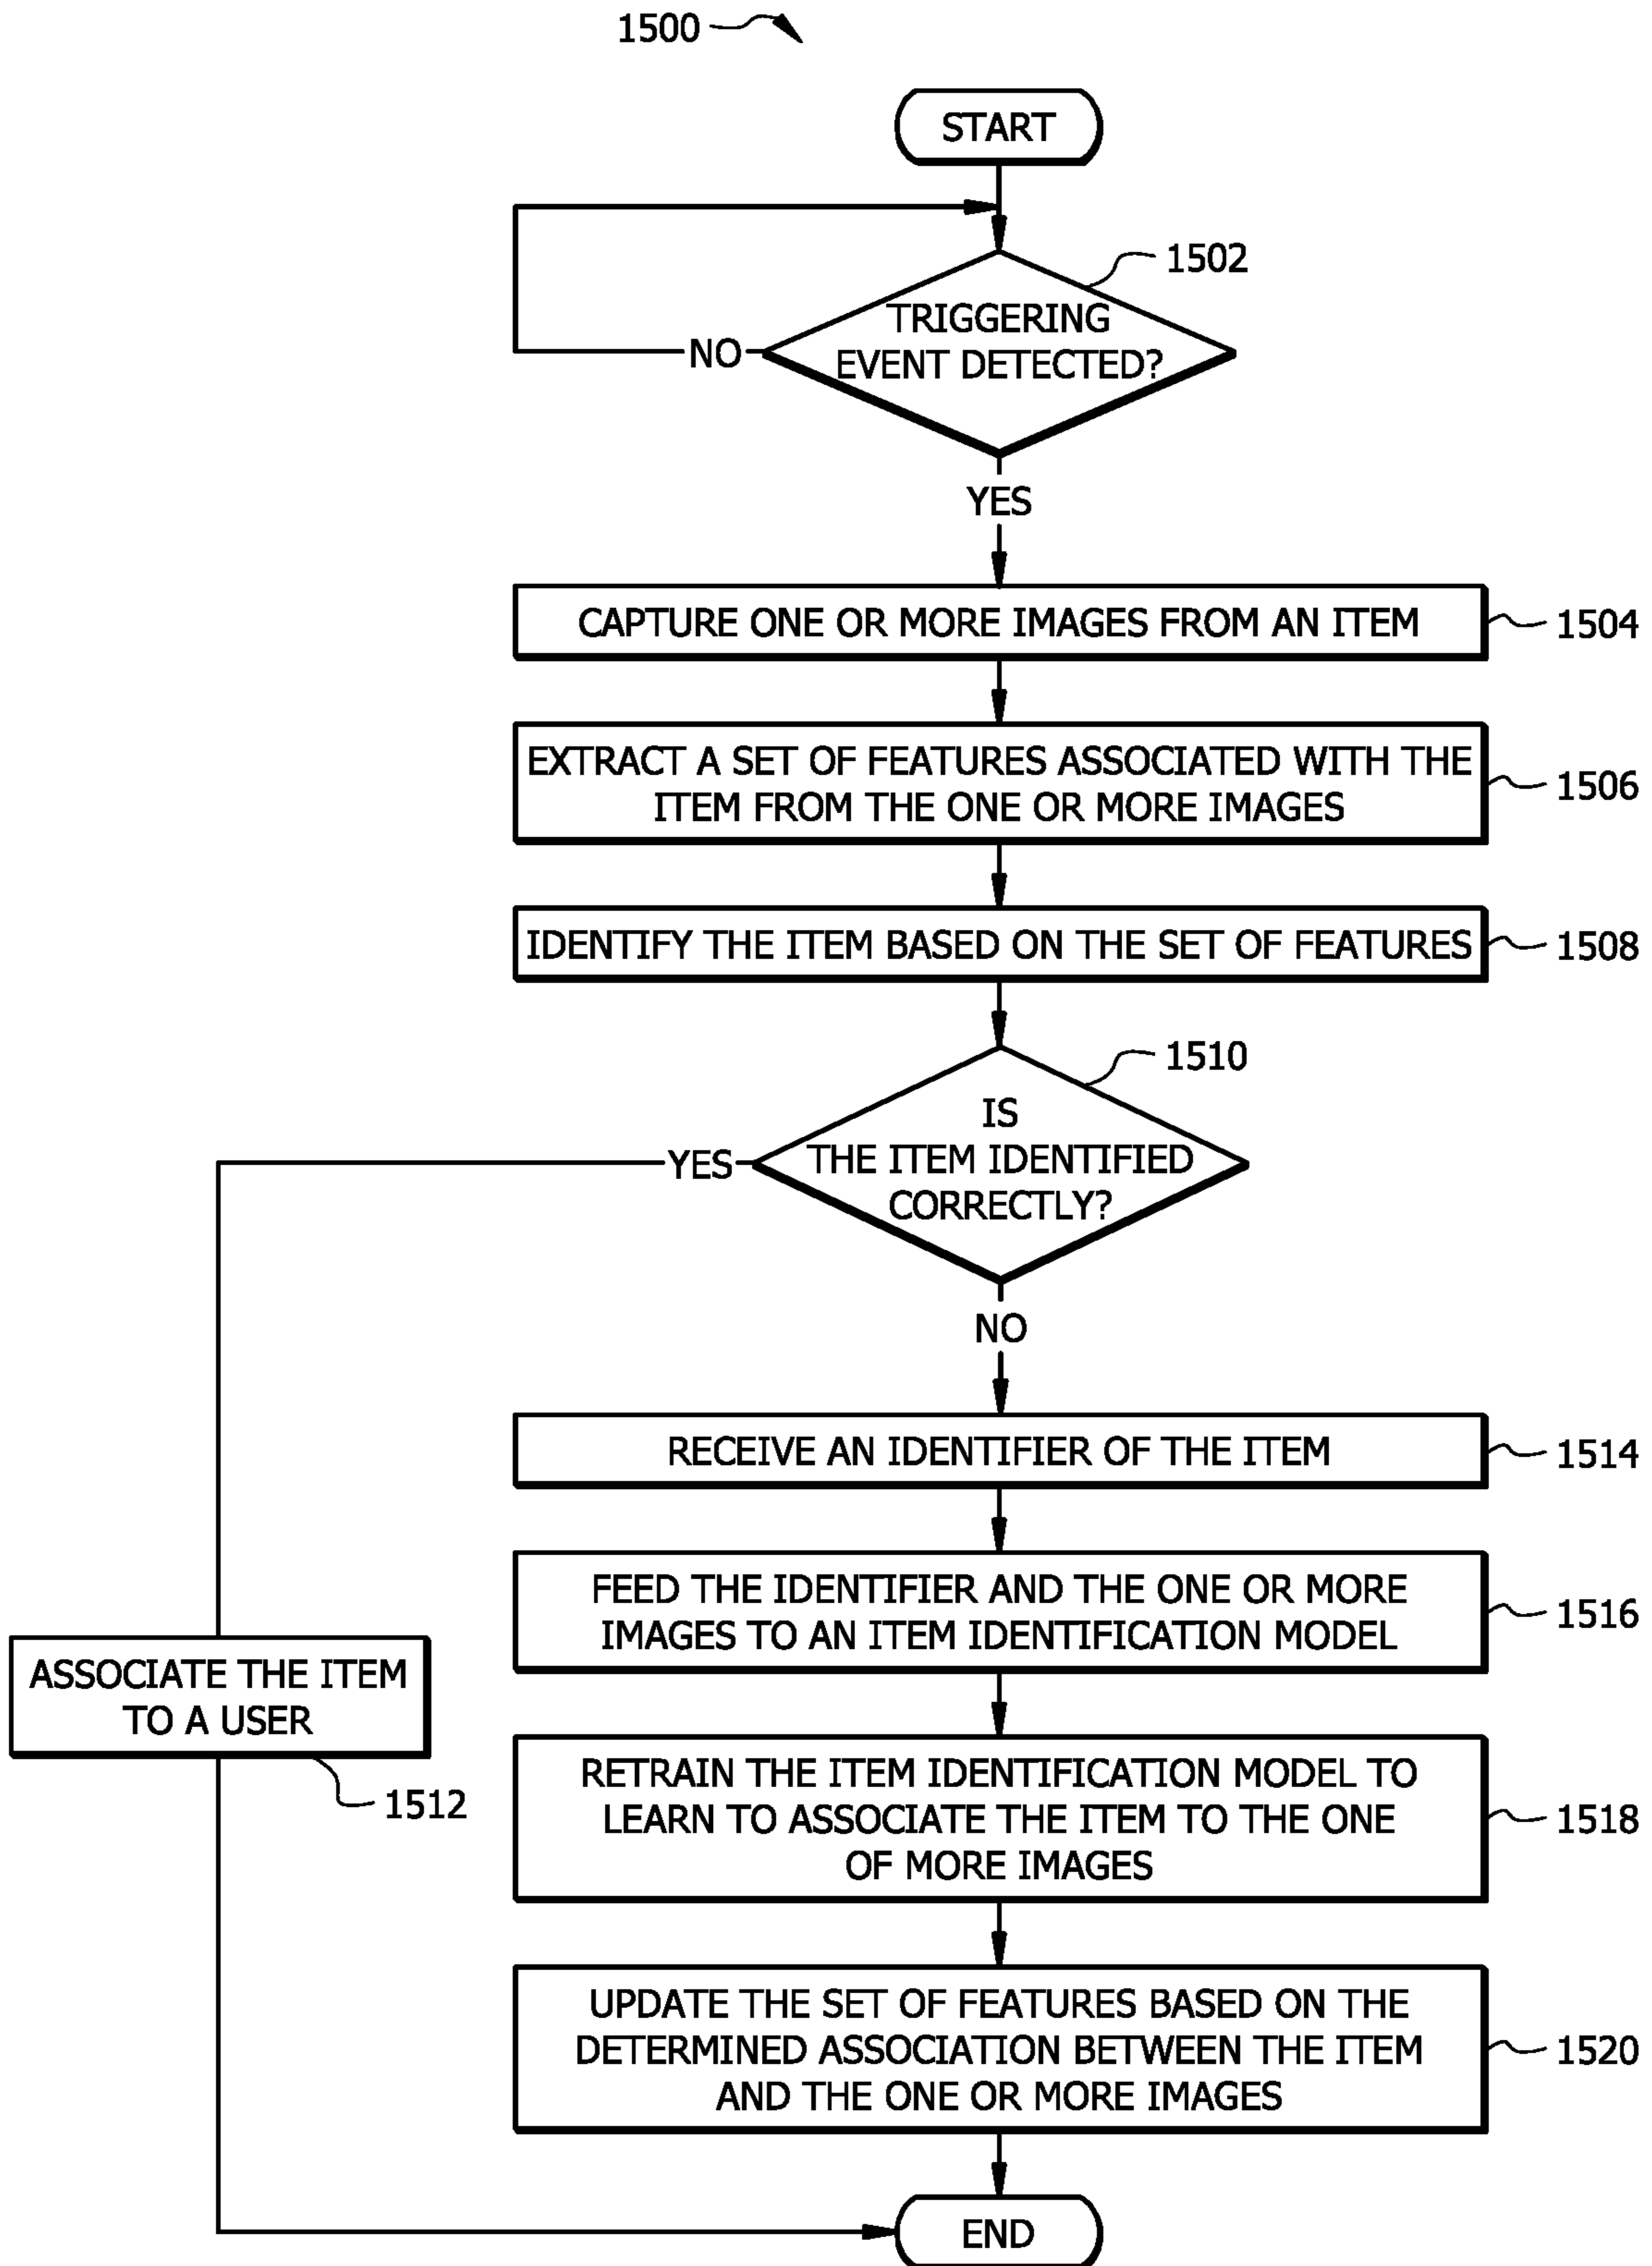 1500
START
1502
TRIGGERING
EVENT DETECTED?
NO
YES
CAPTURE ONE OR MORE IMAGES FROM AN ITEM
1504
EXTRACT A SET OF FEATURES ASSOCIATED WITH THE
ITEM FROM THE ONE OR MORE IMAGES
1506
IDENTIFY THE ITEM BASED ON THE SET OF FEATURES
1508
1510
IS
THE ITEM IDENTIFIED
CORRECTLY?
YES
NO
RECEIVE AN IDENTIFIER OF THE ITEM
1514
FEED THE IDENTIFIER AND THE ONE OR MORE
IMAGES TO AN ITEM IDENTIFICATION MODEL
1516
ASSOCIATE THE ITEM
TO A USER
1512
RETRAIN THE ITEM IDENTIFICATION MODEL TO
LEARN TO ASSOCIATE THE ITEM TO THE ONE
OF MORE IMAGES
1518
UPDATE THE SET OF FEATURES BASED ON THE
DETERMINED ASSOCIATION BETWEEN THE ITEM
AND THE ONE OR MORE IMAGES
1520
END